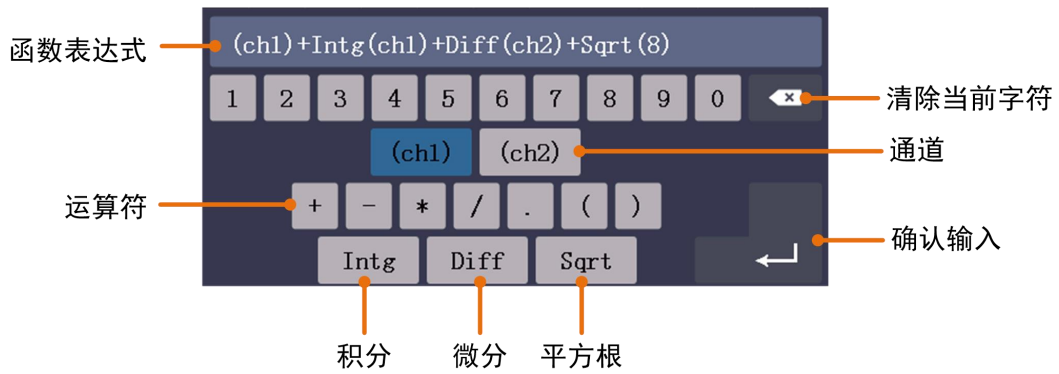 函数表达式
(ch1)+Intg(ch1)+Diff(ch2)+Sqrt(8)
1 2 3 4 5 6 7 8 9 0
清除当前字符
(ch1) (ch2)
通道
运算符
+ - * / . ( )
确认输入
Intg Diff Sqrt
积分 微分 平方根